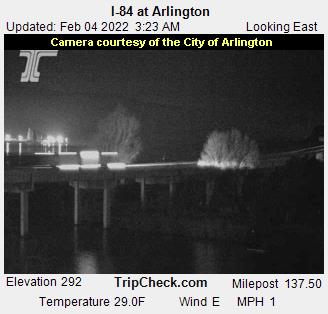 I-84 at Arlington
Updated: Feb 04 2022 3:23 AM Looking East
Camera courtesy of the City of Arlington
Elevation 292 TripCheck.com Milepost 137.50
Temperature 29.0F Wind E MPH 1